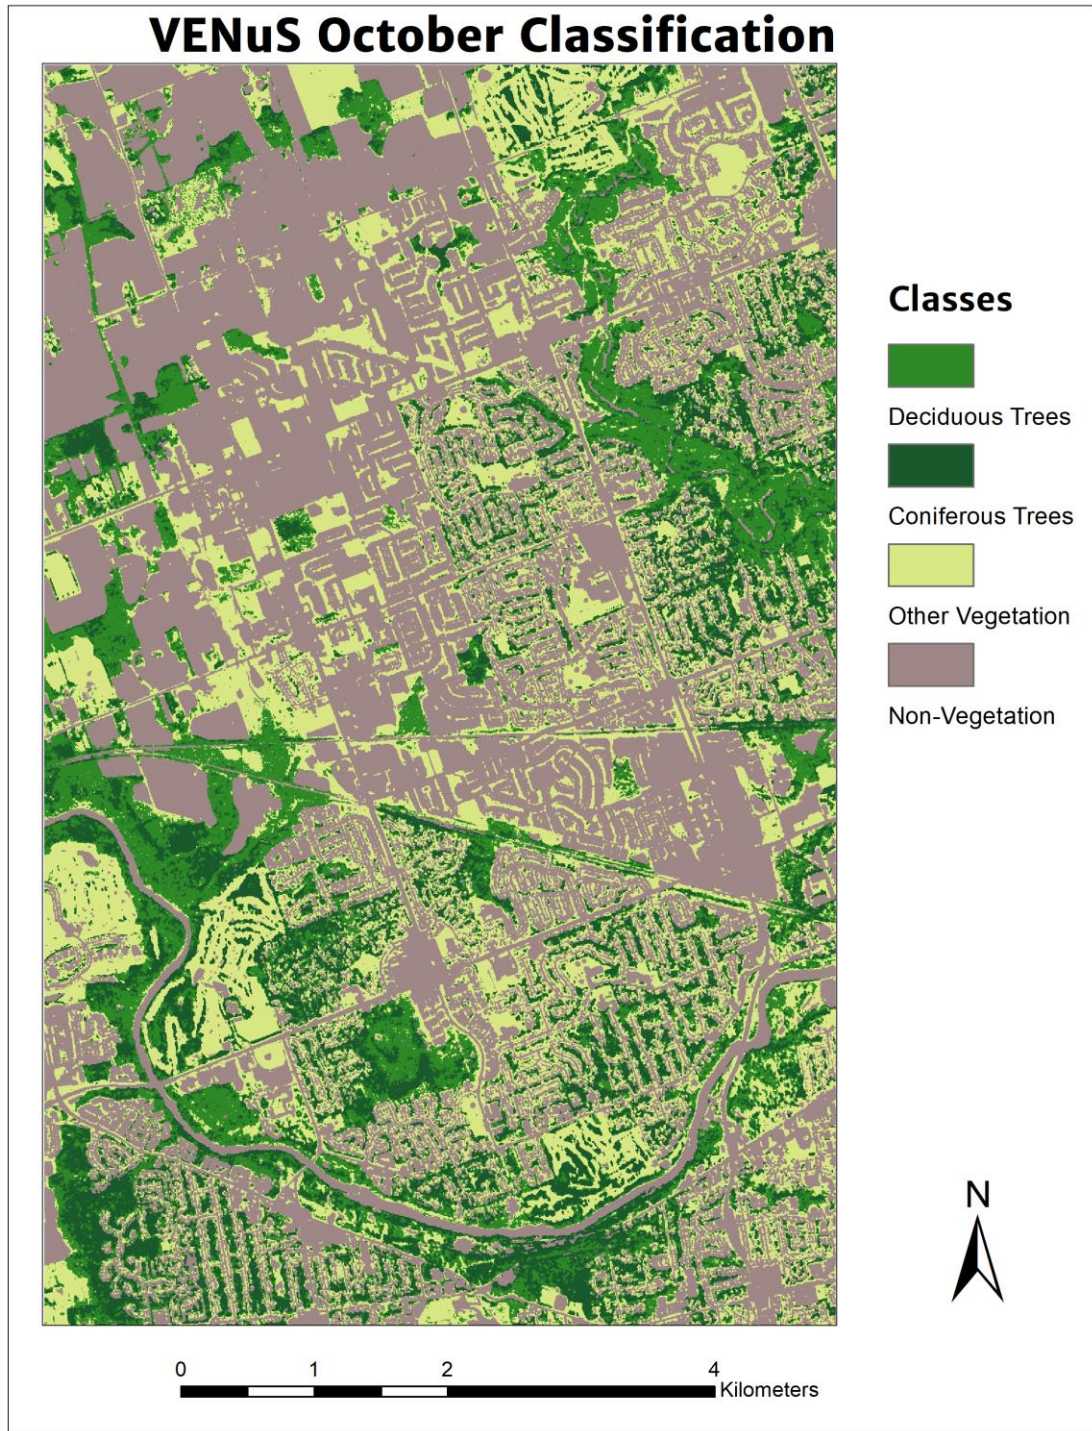 VENuS October Classification
Classes
Deciduous Trees
Coniferous Trees
Other Vegetation
Non-Vegetation
N
0 1 2 4
Kilometers